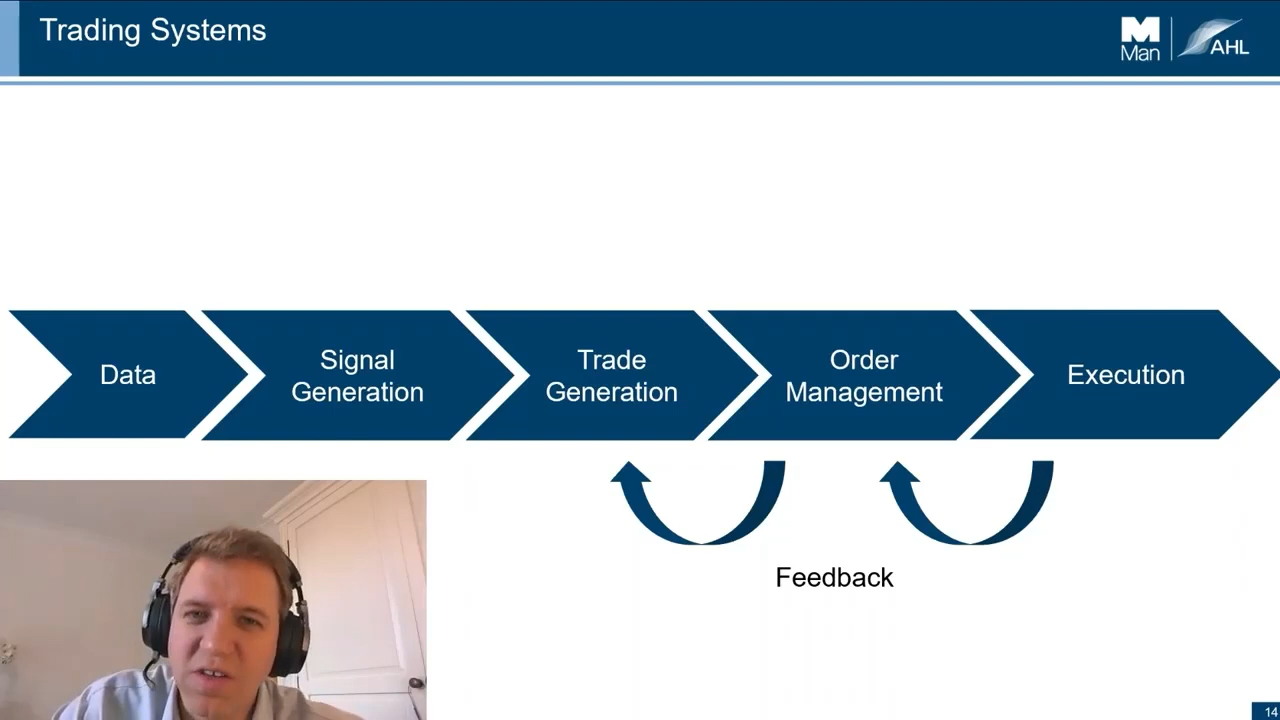 Trading Systems
Man
AHL
Data
Signal
Generation
Trade
Generation
Order
Management
Execution
Feedback
14